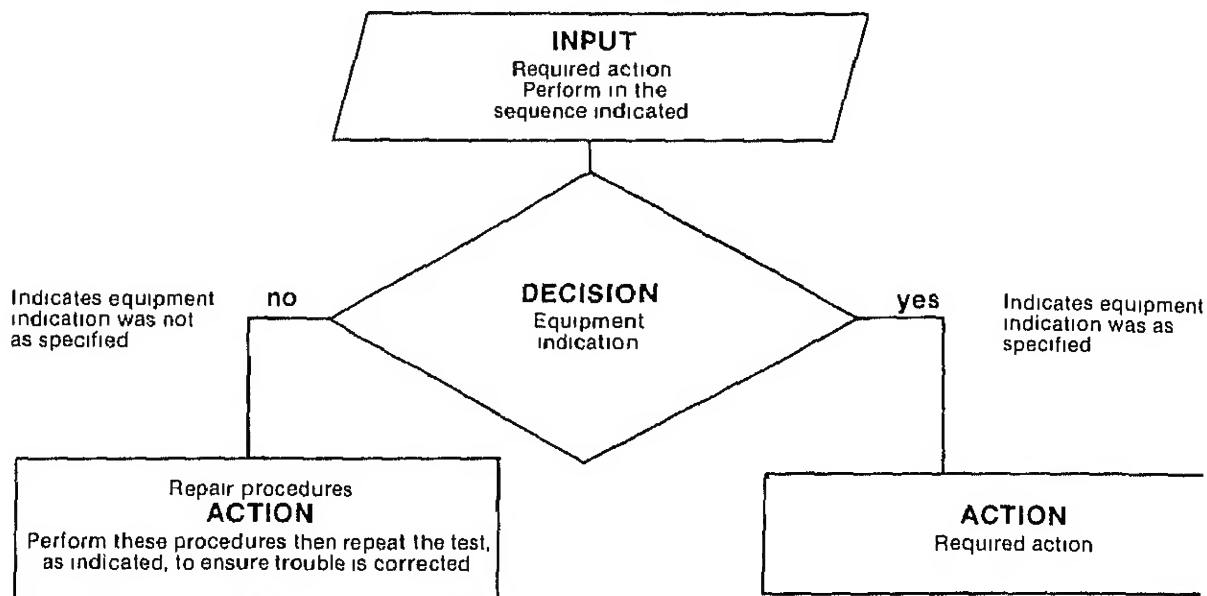 INPUT
Required action
Perform in the
sequence indicated
DECISION
Equipment
indication
no
Indicates equipment
indication was not
as specified
yes
Indicates equipment
indication was as
specified
Repair procedures
ACTION
Perform these procedures then repeat the test,
as indicated, to ensure trouble is corrected
ACTION
Required action